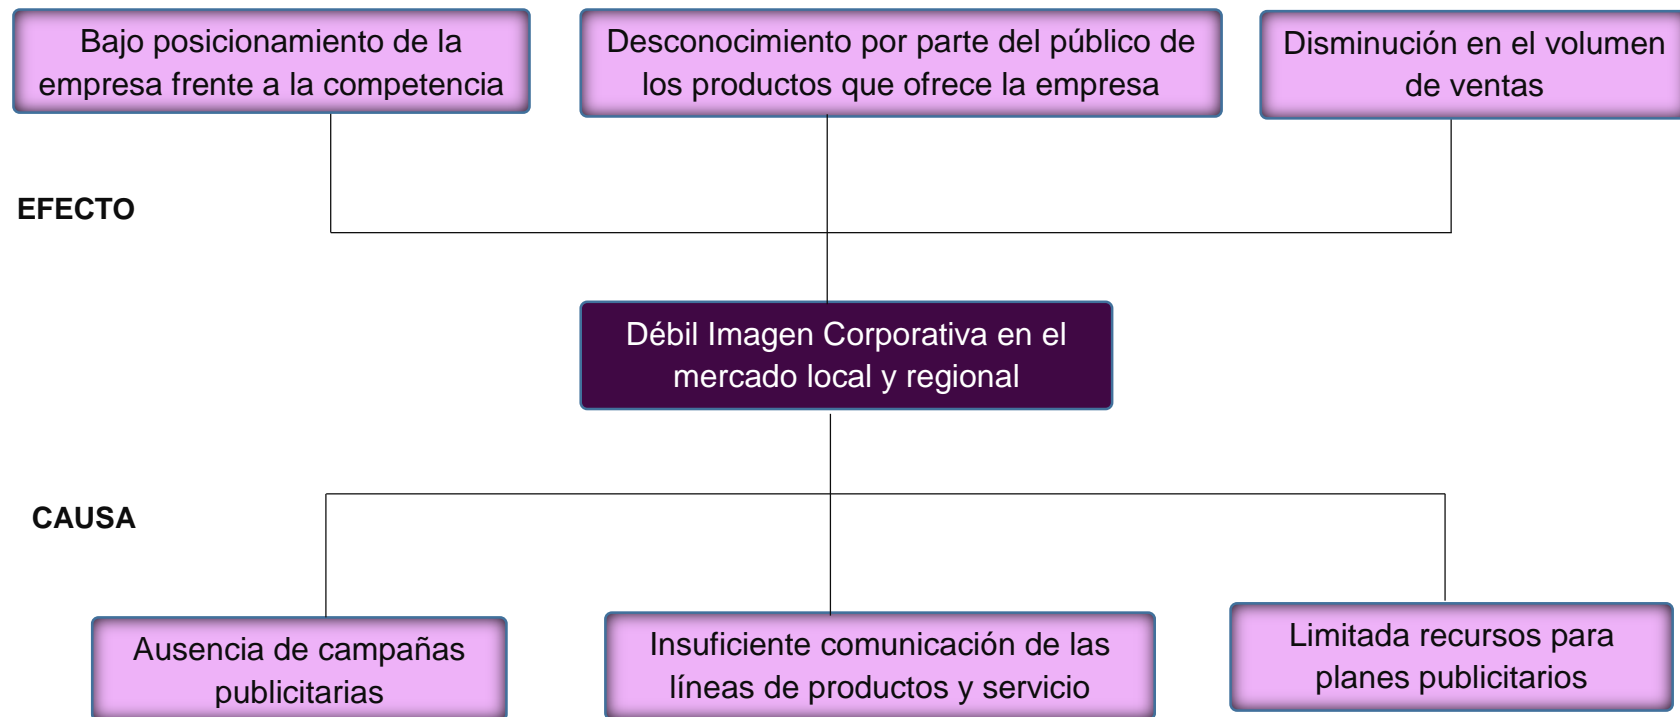 Bajo posicionamiento de la
empresa frente a la competencia
Desconocimiento por parte del público de
los productos que ofrece la empresa
Disminución en el volumen
de ventas
EFECTO
Débil Imagen Corporativa en el
mercado local y regional
CAUSA
Ausencia de campañas
publicitarias
Insuficiente comunicación de las
líneas de productos y servicio
Limitada recursos para
planes publicitarios